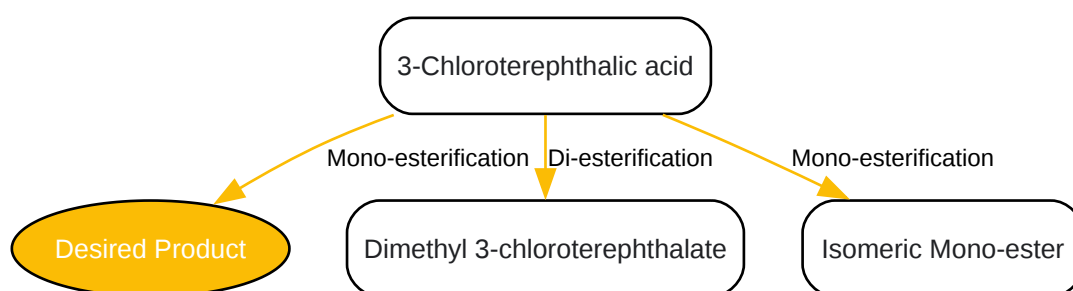 3-Chloroterephthalic acid
Mono-esterification
Di-esterification
Mono-esterification
Desired Product
Dimethyl 3-chloroterephthalate
Isomeric Mono-ester